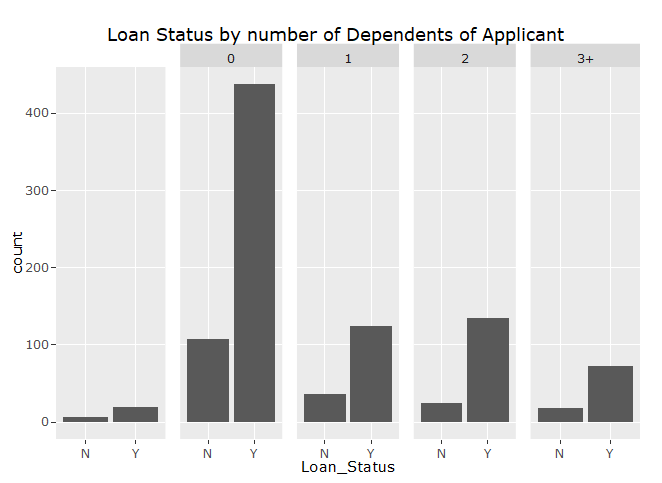 Loan Status by number of Dependents of Applicant
0 1 2 3+
count
400
300
200
100
0
N Y N Y N Y N Y N Y
Loan_Status